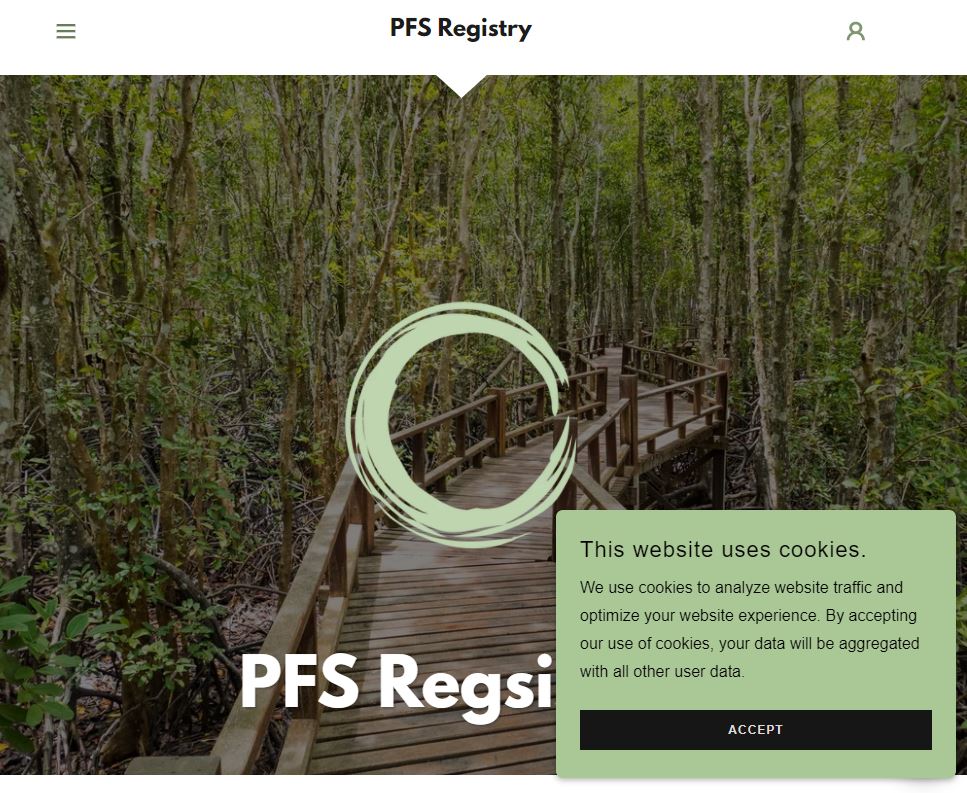 PFS Registry
PFS Regsi
This website uses cookies.
We use cookies to analyze website traffic and
optimize your website experience. By accepting
our use of cookies, your data will be aggregated
with all other user data.
ACCEPT